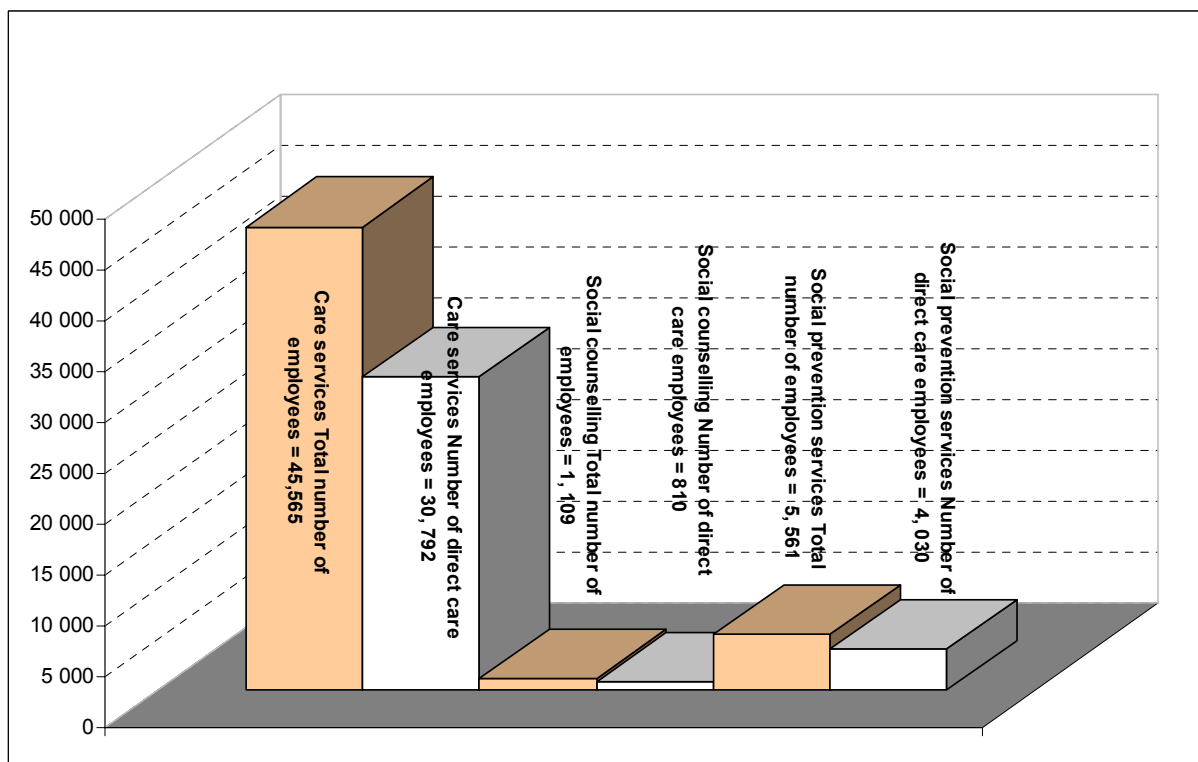 50 000
45 000
40 000
35 000
30 000
25 000
20 000
15 000
10 000
5 000
0
Care services Total number of
employees = 45,565
Care services Number of direct care
employees = 30, 792
Social counselling Total number of
employees = 1, 109
Social counselling Number of direct
care employees = 810
Social prevention services Total
number of employees = 5, 561
Social prevention services Number of
direct care employees = 4, 030